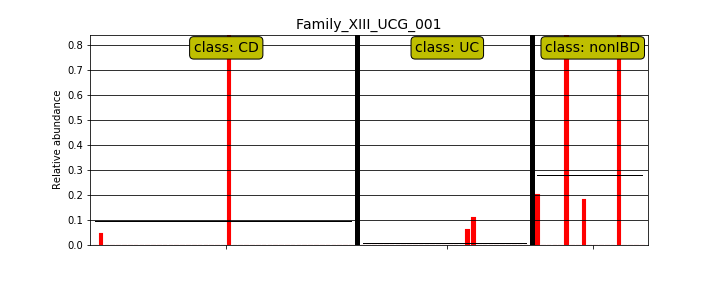 Family_XIII_UCG_001
class: CD
class: UC
class: nonIBD
Relative abundance
0.8
0.7
0.6
0.5
0.4
0.3
0.2
0.1
0.0